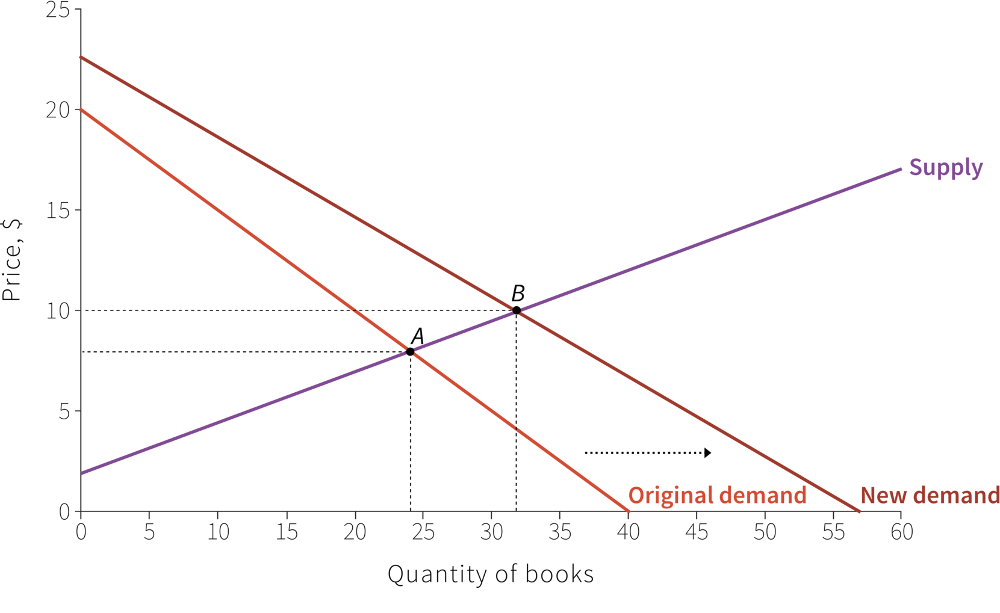 25
20
15
10
5
0
Price, $
Supply
B
A
Original demand
New demand
0 5 10 15 20 25 30 35 40 45 50 55 60
Quantity of books